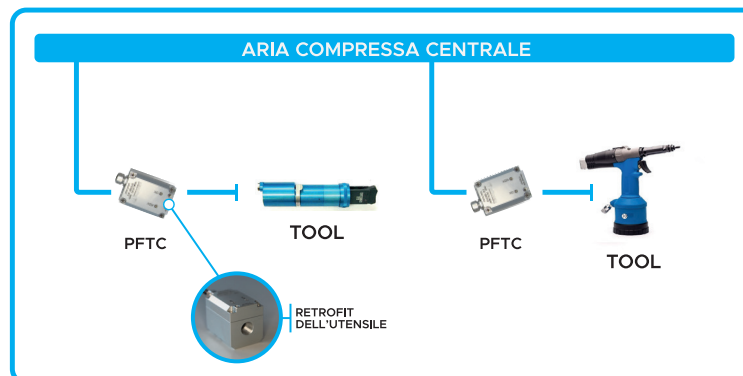 ARIA COMPRESSA CENTRALE
PFTC
TOOL
PFTC
TOOL
RETROFIT
DELL'UTENSILE